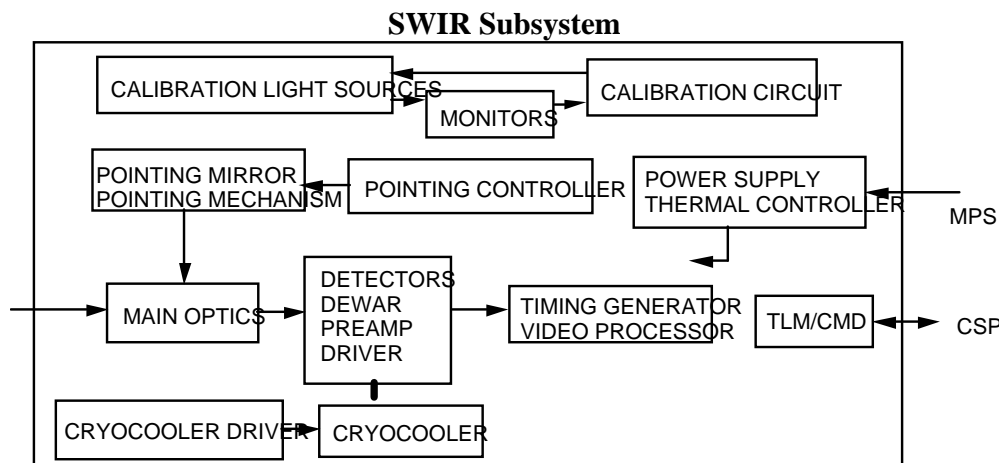 SWIR Subsystem
CALIBRATION LIGHT SOURCES
CALIBRATION CIRCUIT
MONITORS
POINTING MIRROR
POINTING MECHANISM
POINTING CONTROLLER
POWER SUPPLY
THERMAL CONTROLLER
MPS
MAIN OPTICS
DETECTORS
DEWAR
PREAMP
DRIVER
TIMING GENERATOR
VIDEO PROCESSOR
TLM/CMD
CSP
CRYOCOOLER DRIVER
CRYOCOOLER